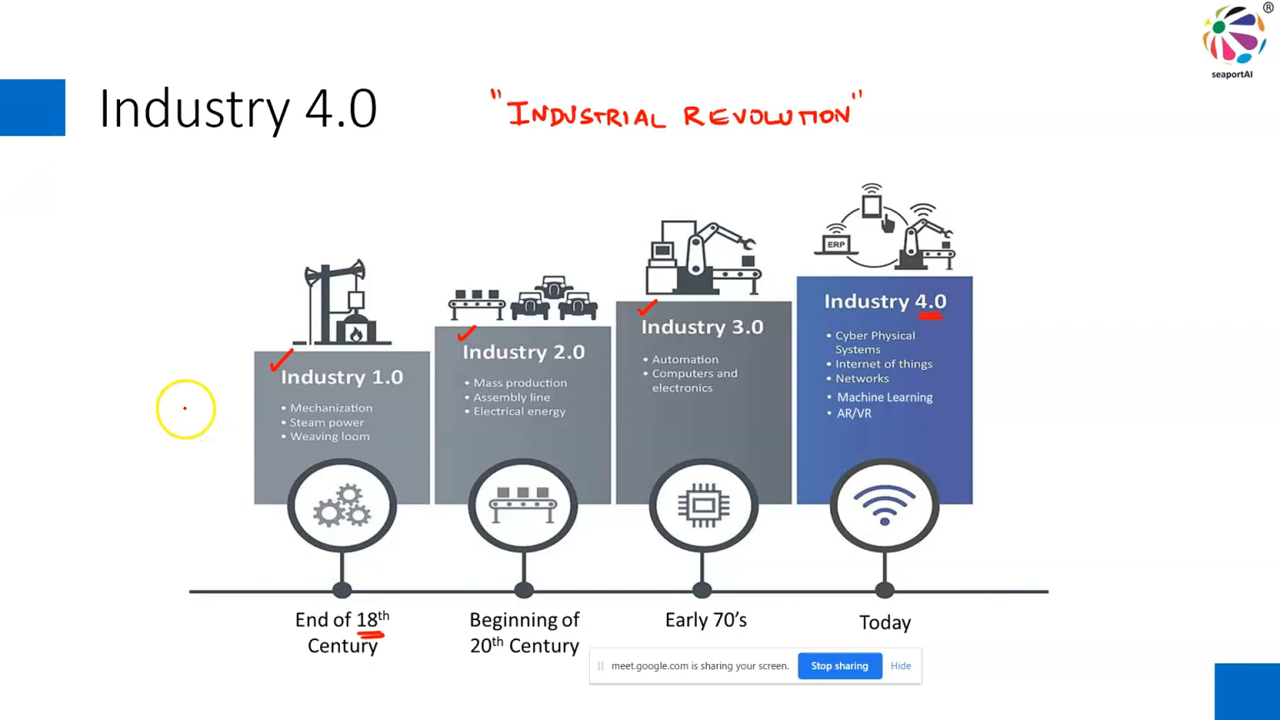 ®
seaportAI
Industry 4.0
"INDUSTRIAL REVOLUTION"
ERP
Industry 1.0
• Mechanization
• Steam power
• Weaving loom
Industry 2.0
• Mass production
• Assembly line
• Electrical energy
Industry 3.0
• Automation
• Computers and
electronics
Industry 4.0
• Cyber Physical
Systems
• Internet of things
• Networks
• Machine Learning
• AR/VR
End of 18th
Century
Beginning of
20th Century
Early 70's
Today
meet.google.com is sharing your screen.
Stop sharing
Hide